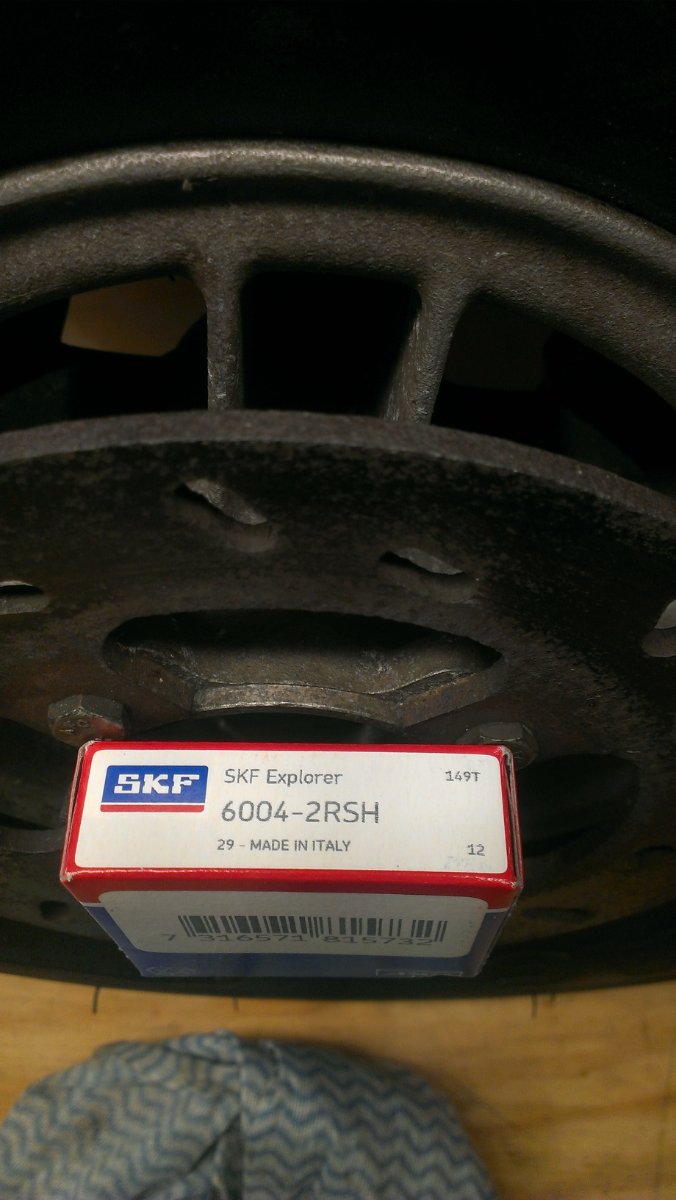 SKF
SKF Explorer
149T
6004-2RSH
29 - MADE IN ITALY
12
7 316571 815732